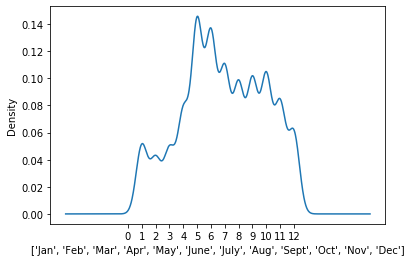 0.14
0.12
0.10
0.08
0.06
0.04
0.02
0.00
Density
0 1 2 3 4 5 6 7 8 9 10 11 12
['Jan', 'Feb', 'Mar', 'Apr', 'May', 'June', 'July', 'Aug', 'Sept', 'Oct', 'Nov', 'Dec']